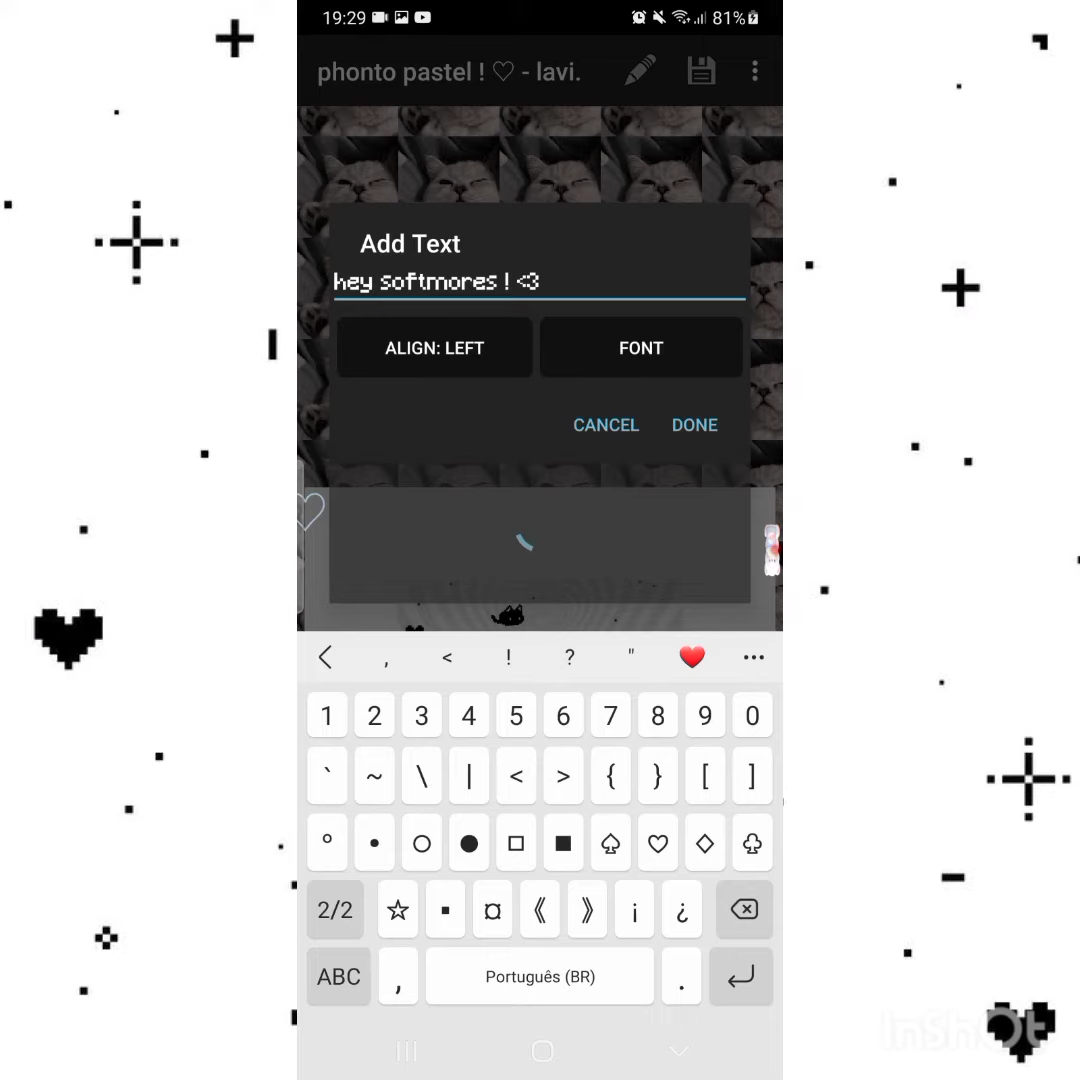 19:29 81%
phonto pastel ! ♡ - lavi.
Add Text
hey softmores ! <3
ALIGN: LEFT FONT
CANCEL DONE
, < ! ? " ❤️ •••
1 2 3 4 5 6 7 8 9 0
` ~ \ | < > { } [ ]
° • ○ ● □ ■ ♤ ♡ ◇ ♧
2/2 ☆ ▪ ¤ 《 》 ¡ ¿
ABC , Português (BR) .
InShOt